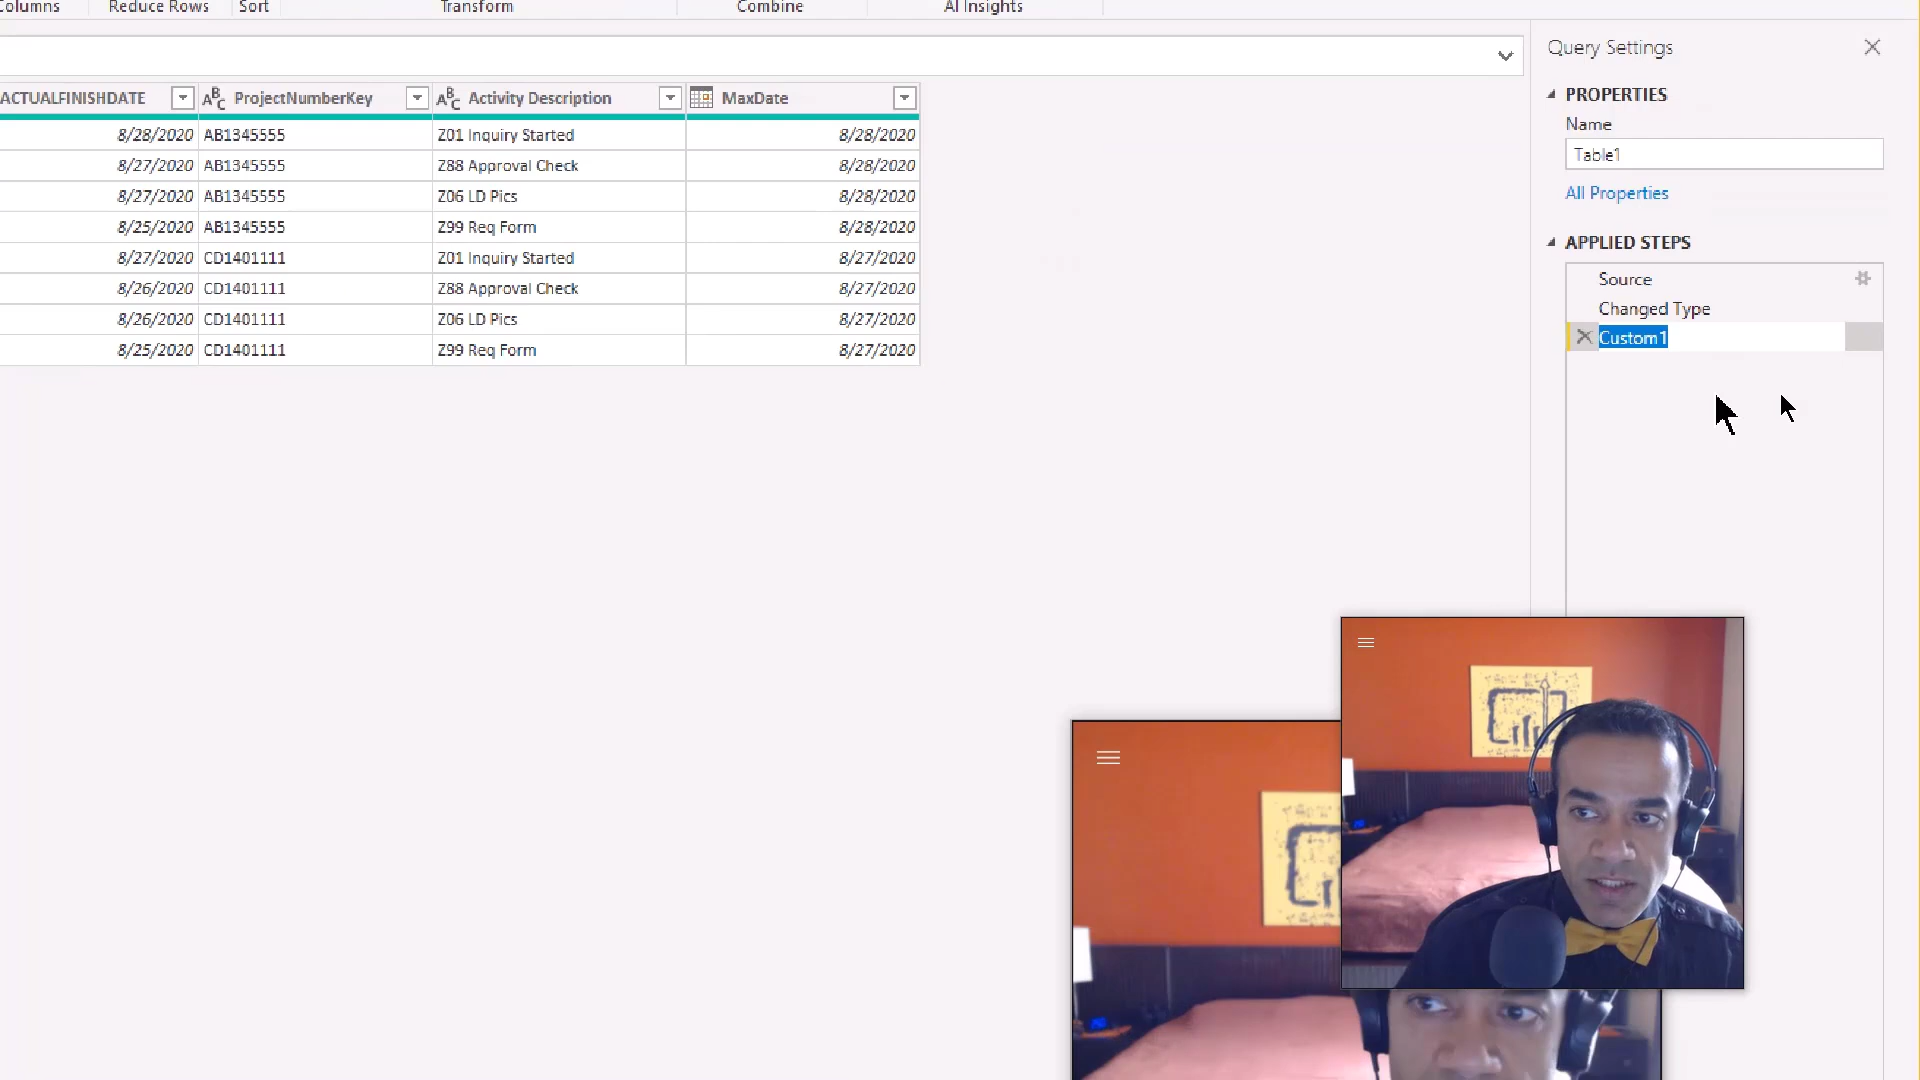 Columns Reduce Rows Sort Transform Combine AI Insights
Query Settings
ACTUALFINISHDATE ProjectNumberKey Activity Description MaxDate
8/28/2020 AB1345555 Z01 Inquiry Started 8/28/2020
8/27/2020 AB1345555 Z88 Approval Check 8/28/2020
8/27/2020 AB1345555 Z06 LD Pics 8/28/2020
8/25/2020 AB1345555 Z99 Req Form 8/28/2020
8/27/2020 CD1401111 Z01 Inquiry Started 8/27/2020
8/26/2020 CD1401111 Z88 Approval Check 8/27/2020
8/26/2020 CD1401111 Z06 LD Pics 8/27/2020
8/25/2020 CD1401111 Z99 Req Form 8/27/2020
PROPERTIES
Name
Table1
All Properties
APPLIED STEPS
Source
Changed Type
Custom1